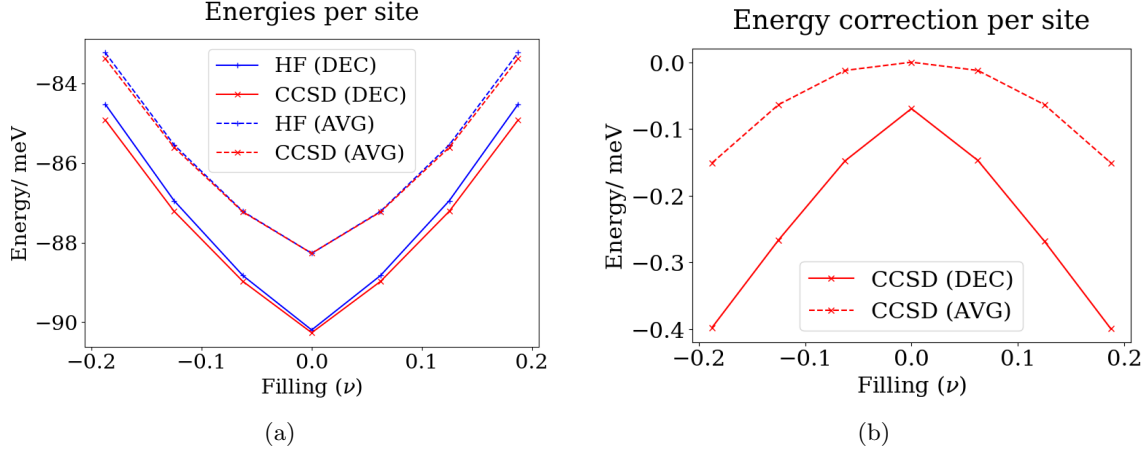 Energies per site
HF (DEC)
CCSD (DEC)
HF (AVG)
CCSD (AVG)
Energy/ meV
−84
−86
−88
−90
−0.2
−0.1
0.0
0.1
0.2
Filling (ν)
(a)
Energy correction per site
Energy/ meV
0.0
−0.1
−0.2
−0.3
−0.4
CCSD (DEC)
CCSD (AVG)
−0.2
−0.1
0.0
0.1
0.2
Filling (ν)
(b)